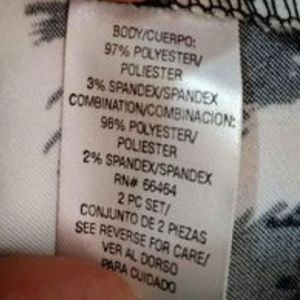 BODY/CUERPO:
97% POLYESTER/
POLIESTER
3% SPANDEX/SPANDEX
COMBINATION/COMBINACION:
98% POLYESTER/
POLIESTER
2% SPANDEX/SPANDEX
RN# 66464
2 PC SET/
CONJUNTO DE 2 PIEZAS
SEE REVERSE FOR CARE/
VER AL DORSO
PARA CUIDADO